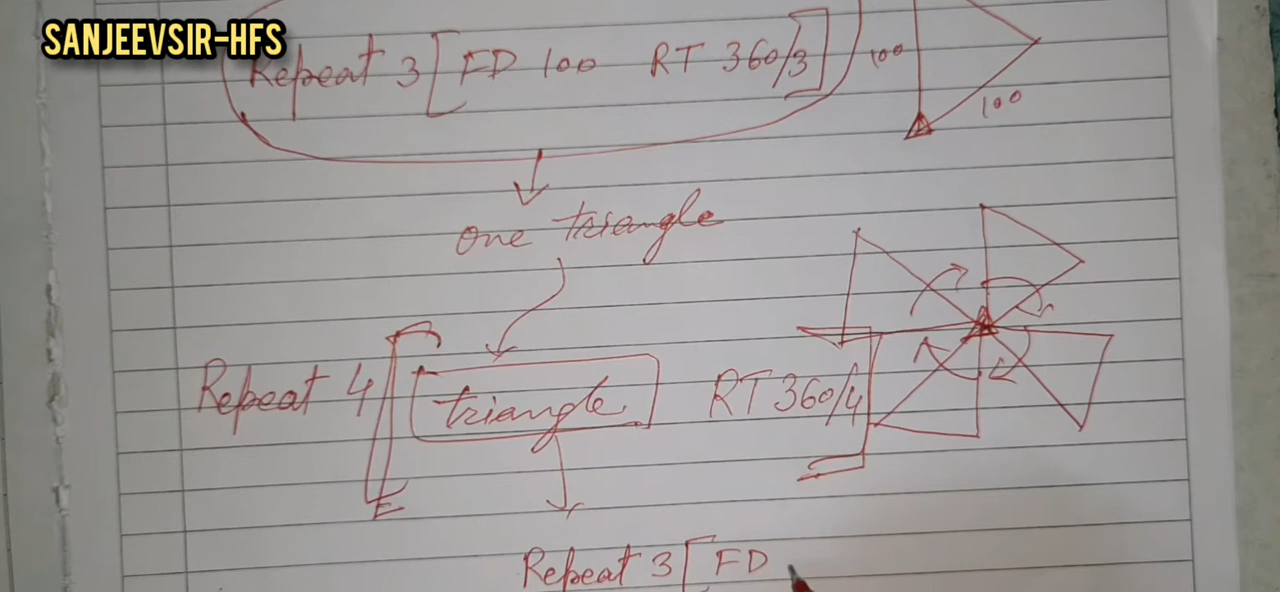 SANJEEVSIR-HFS
Repeat 3[FD 100 RT 360/3]
100
100
one triangle
Repeat 4[triangle RT 360/4]
Repeat 3[FD